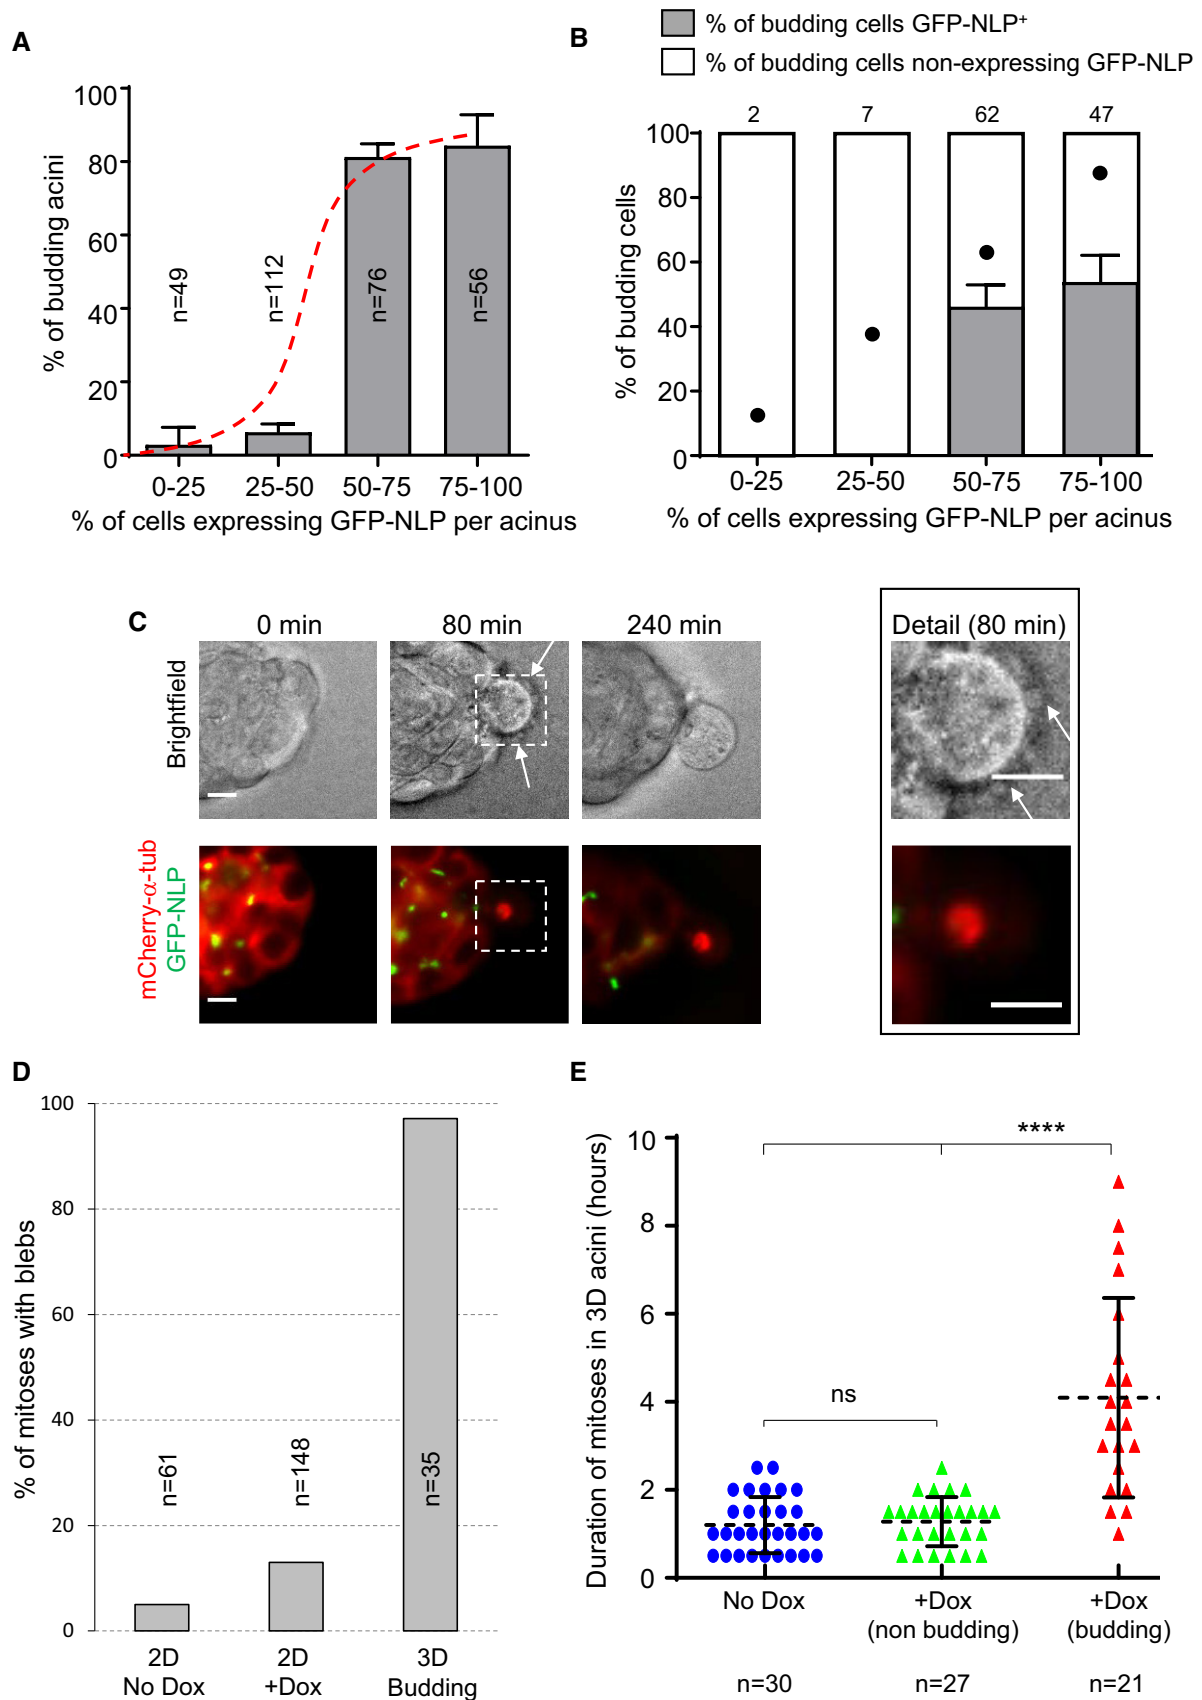 A
% of budding acini
100
80
60
40
20
0
n=49
n=112
n=76
n=56
0-25
25-50
50-75
75-100
% of cells expressing GFP-NLP per acinus
B
% of budding cells GFP-NLP+
% of budding cells non-expressing GFP-NLP
% of budding cells
2
7
62
47
100
80
60
40
20
0
0-25
25-50
50-75
75-100
% of cells expressing GFP-NLP per acinus
C
0 min
80 min
240 min
Detail (80 min)
Brightfield
mCherry-α-tub
GFP-NLP
D
% of mitoses with blebs
100
80
60
40
20
0
n=61
n=148
n=35
2D
No Dox
2D
+Dox
3D
Budding
E
Duration of mitoses in 3D acini (hours)
10
8
6
4
2
0
****
ns
No Dox
+Dox
(non budding)
+Dox
(budding)
n=30
n=27
n=21